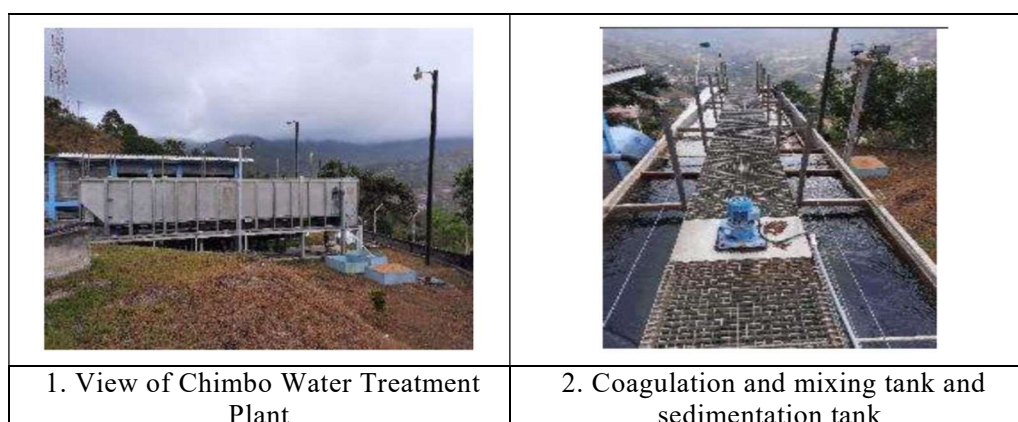 1. View of Chimbo Water Treatment
Plant
2. Coagulation and mixing tank and
sedimentation tank